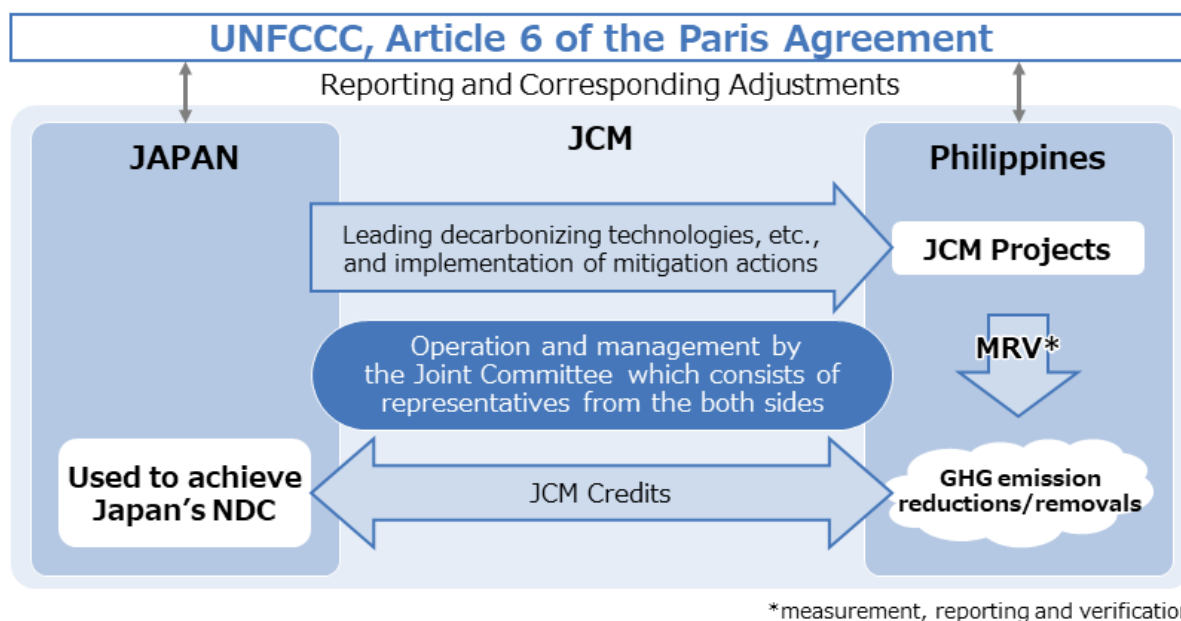 UNFCCC, Article 6 of the Paris Agreement
Reporting and Corresponding Adjustments
JCM
JAPAN
Philippines
Leading decarbonizing technologies, etc.,
and implementation of mitigation actions
JCM Projects
MRV*
Operation and management by
the Joint Committee which consists of
representatives from the both sides
Used to achieve
Japan's NDC
JCM Credits
GHG emission
reductions/removals
*measurement, reporting and verification